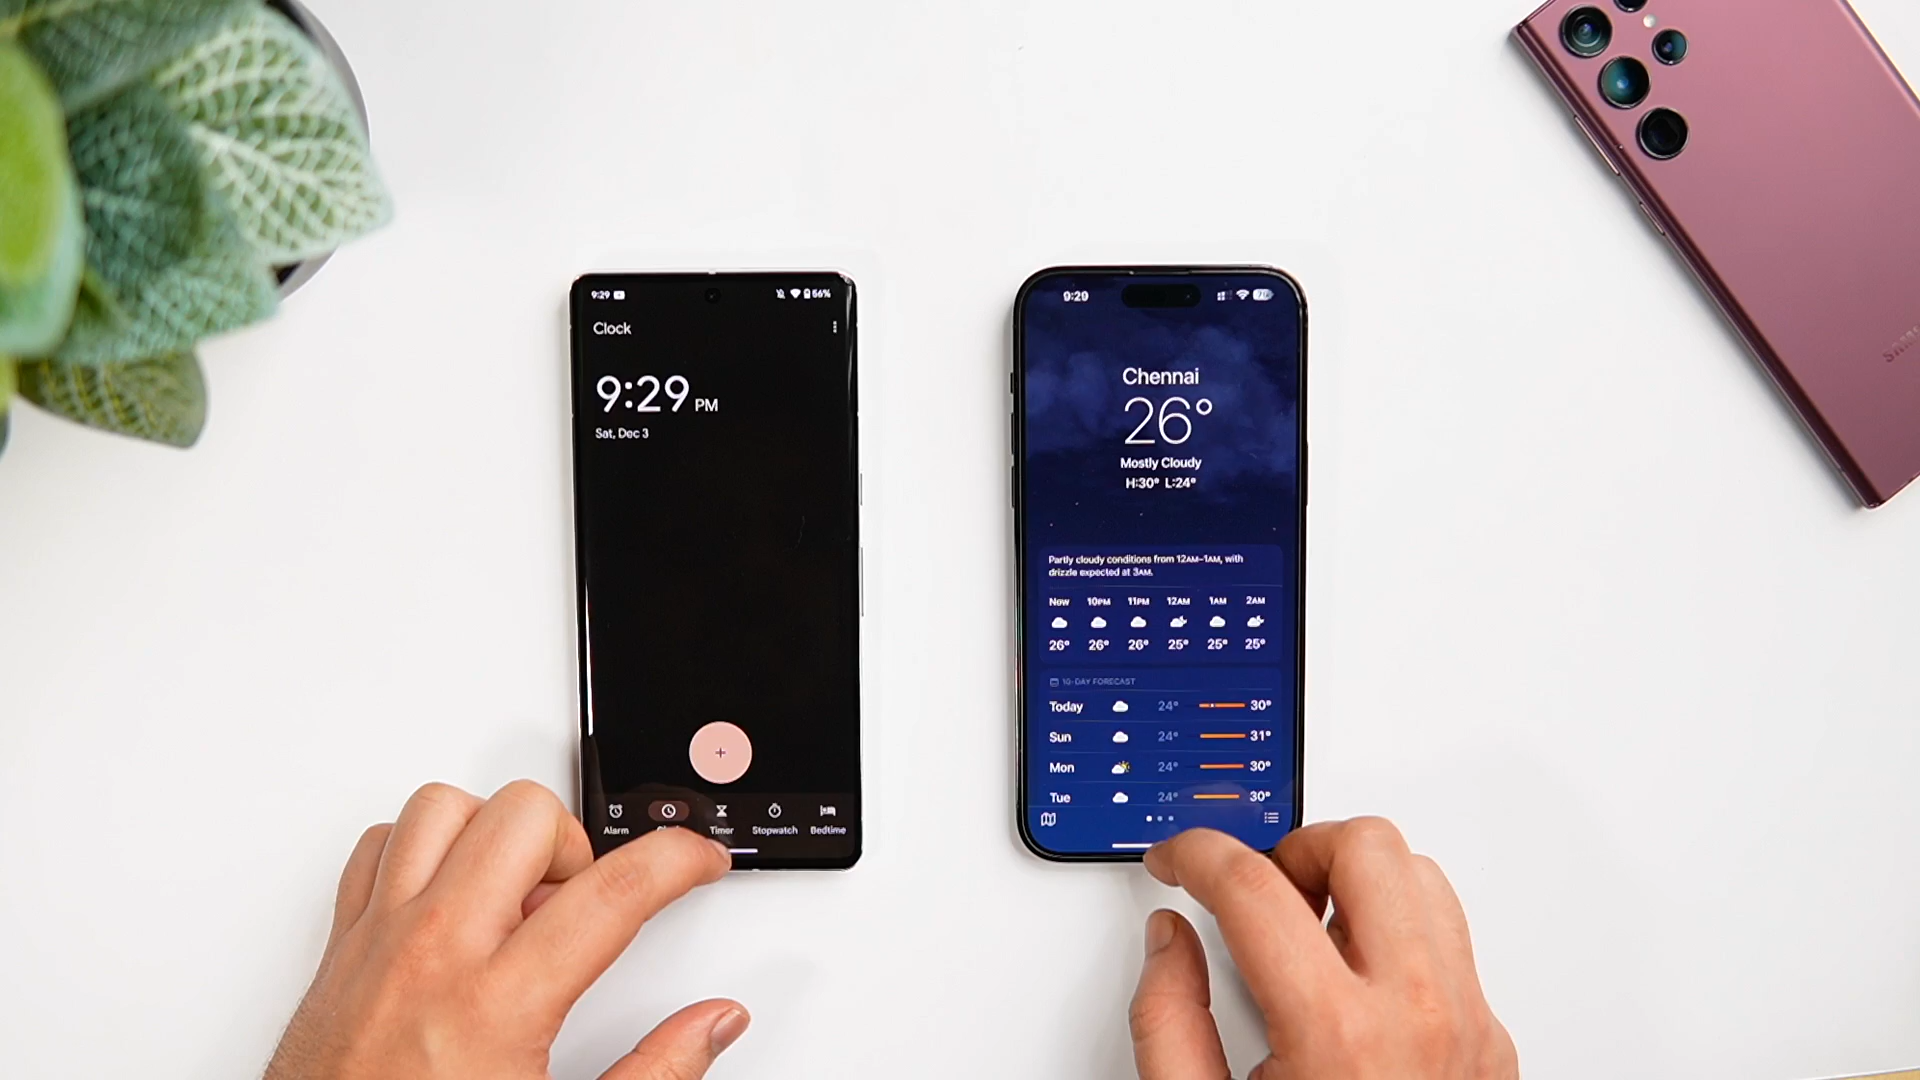 9:29
56%
Clock
9:29 PM
Sat, Dec 3
+
Alarm
Timer
Stopwatch
Bedtime
9:29
Chennai
26°
Mostly Cloudy
H:30° L:24°
Partly cloudy conditions from 12AM–1AM, with
drizzle expected at 3AM.
Now 10PM 11PM 12AM 1AM 2AM
26° 26° 26° 25° 25° 25°
10-DAY FORECAST
Today 24° 30°
Sun 24° 31°
Mon 24° 30°
Tue 24° 30°